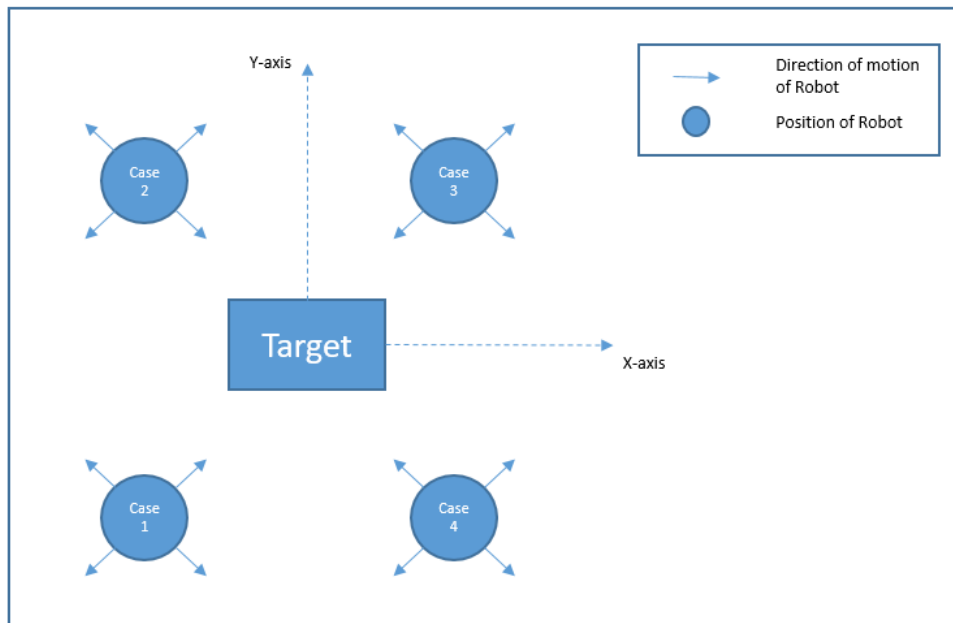 Y-axis
Direction of motion
of Robot
Position of Robot
Case
2
Case
3
Target
X-axis
Case
1
Case
4